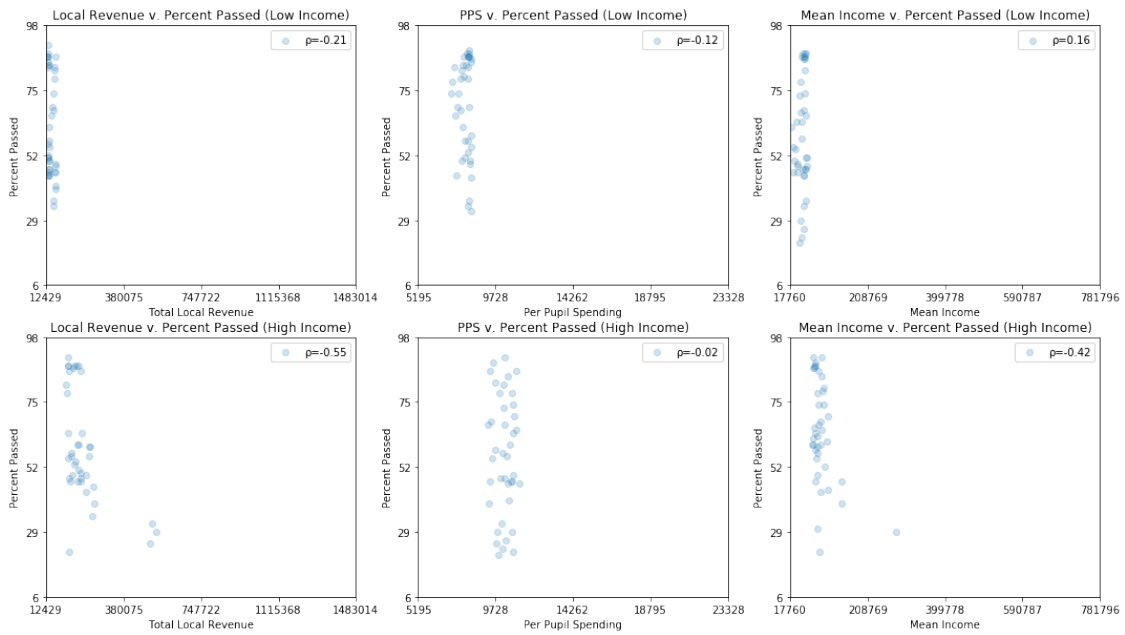 Local Revenue v. Percent Passed (Low Income)
PPS v. Percent Passed (Low Income)
Mean Income v. Percent Passed (Low Income)
98
75
52
29
6
Percent Passed
ρ=-0.21
12429
380075
747722
1115368
1483014
Total Local Revenue
98
75
52
29
6
Percent Passed
ρ=-0.12
5195
9728
14262
18795
23328
Per Pupil Spending
98
75
52
29
6
Percent Passed
ρ=0.16
17760
208769
399778
590787
781796
Mean Income
Local Revenue v. Percent Passed (High Income)
PPS v. Percent Passed (High Income)
Mean Income v. Percent Passed (High Income)
98
75
52
29
6
Percent Passed
ρ=-0.55
12429
380075
747722
1115368
1483014
Total Local Revenue
98
75
52
29
6
Percent Passed
ρ=-0.02
5195
9728
14262
18795
23328
Per Pupil Spending
98
75
52
29
6
Percent Passed
ρ=-0.42
17760
208769
399778
590787
781796
Mean Income